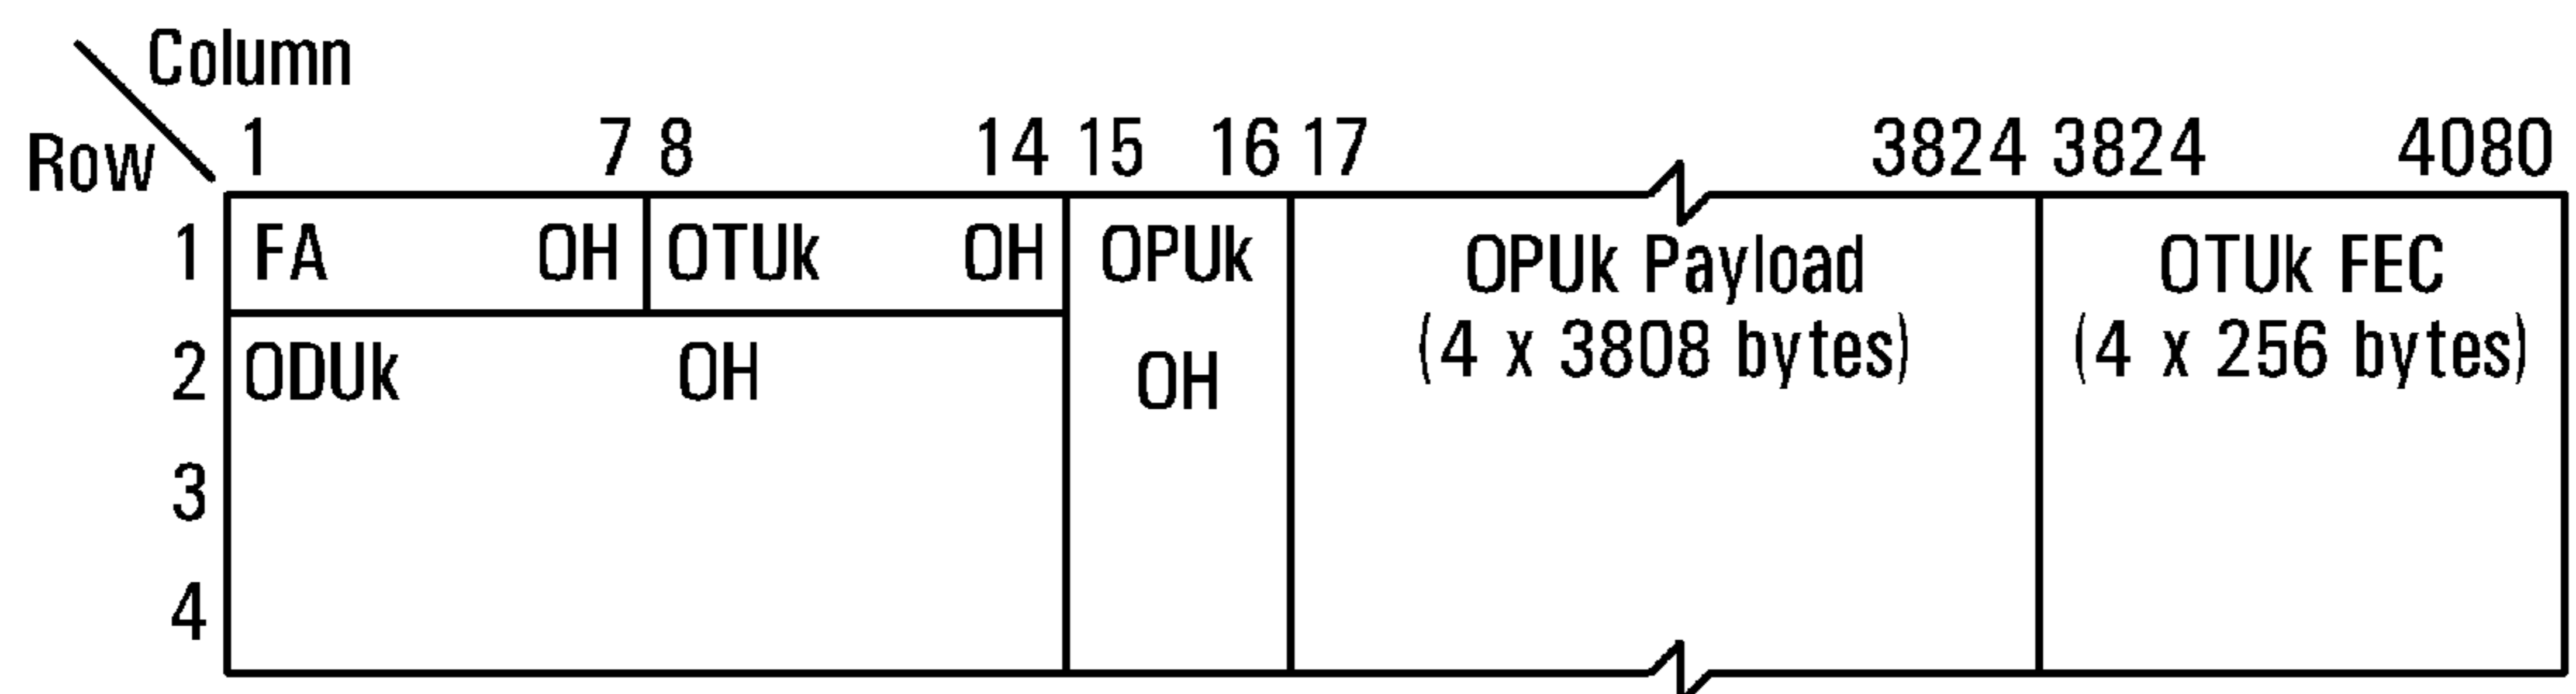 Column
Row 1 7 8 14 15 16 17 3824 3824 4080
1 FA OH OTUk OH OPUk OPUk Payload OTUk FEC
2 ODUk OH OH (4 x 3808 bytes) (4 x 256 bytes)
3
4